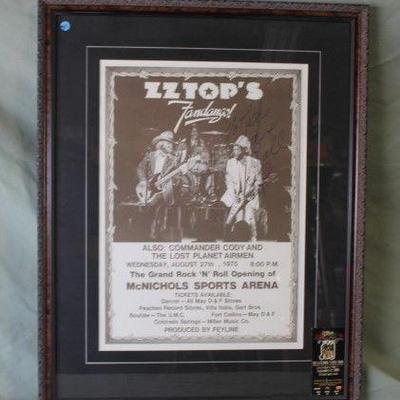 ZZ TOP'S
Fandango!
ALSO: COMMANDER CODY AND
THE LOST PLANET AIRMEN
WEDNESDAY, AUGUST 27th, 1975 8:00 P.M.
The Grand Rock 'N' Roll Opening of
McNICHOLS SPORTS ARENA
TICKETS AVAILABLE:
Denver - All May D & F Stores
Peaches Record Stores, Villa Italia, Gart Bros
Boulder - The U.M.C. Fort Collins - May D & F
Colorado Springs - Miller Music Co.
PRODUCED BY FEYLINE